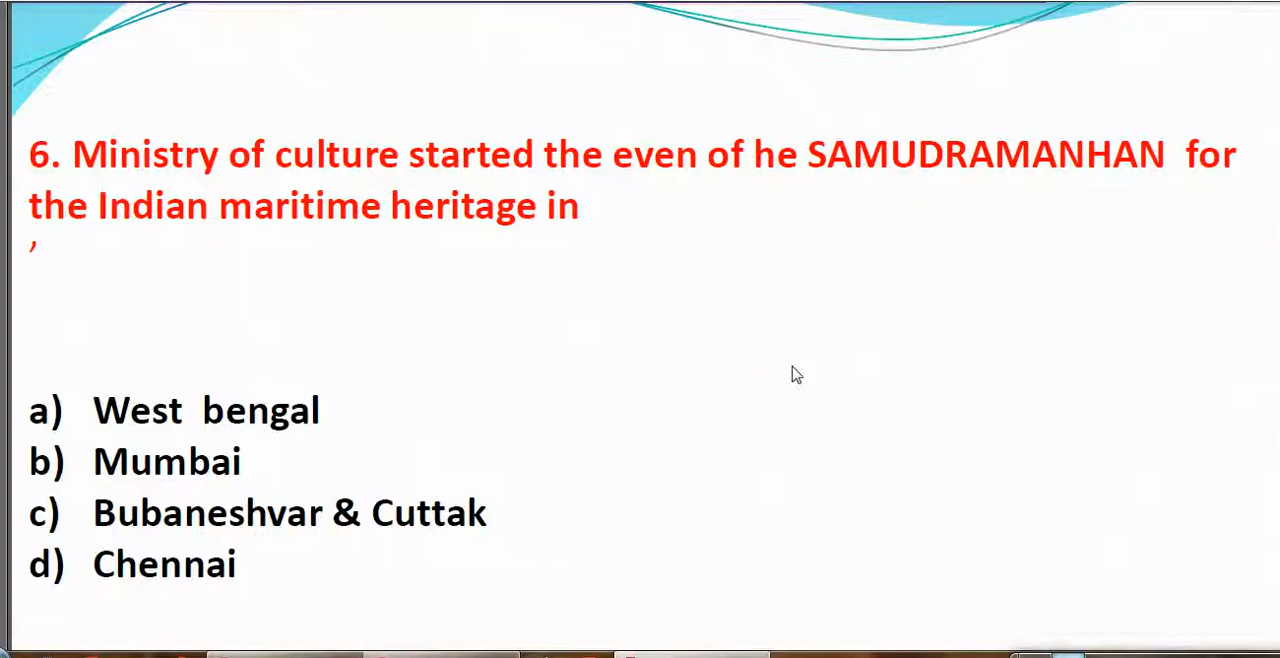 6. Ministry of culture started the even of he SAMUDRAMANHAN for
the Indian maritime heritage in
,
a) West bengal
b) Mumbai
c) Bubaneshvar & Cuttak
d) Chennai